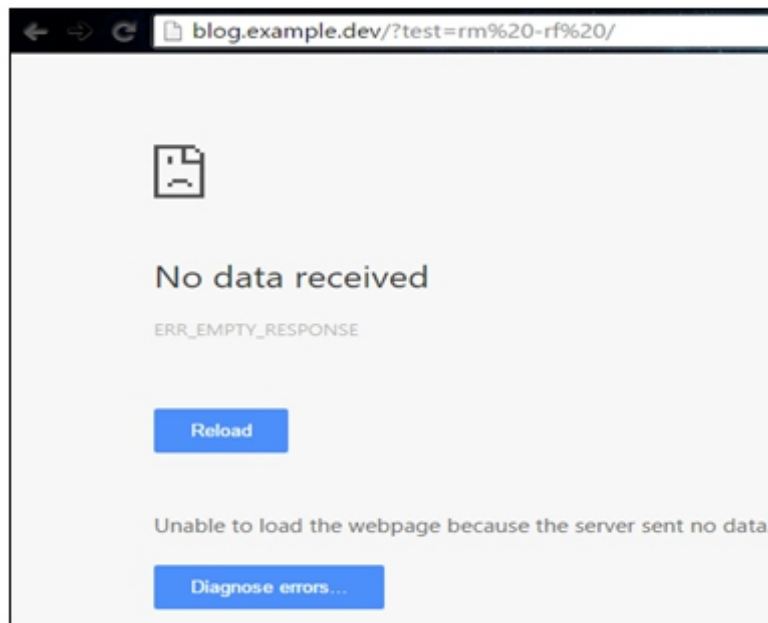 blog.example.dev/?test=rm%20-rf%20/
No data received
ERR_EMPTY_RESPONSE
Reload
Unable to load the webpage because the server sent no data
Diagnose errors...